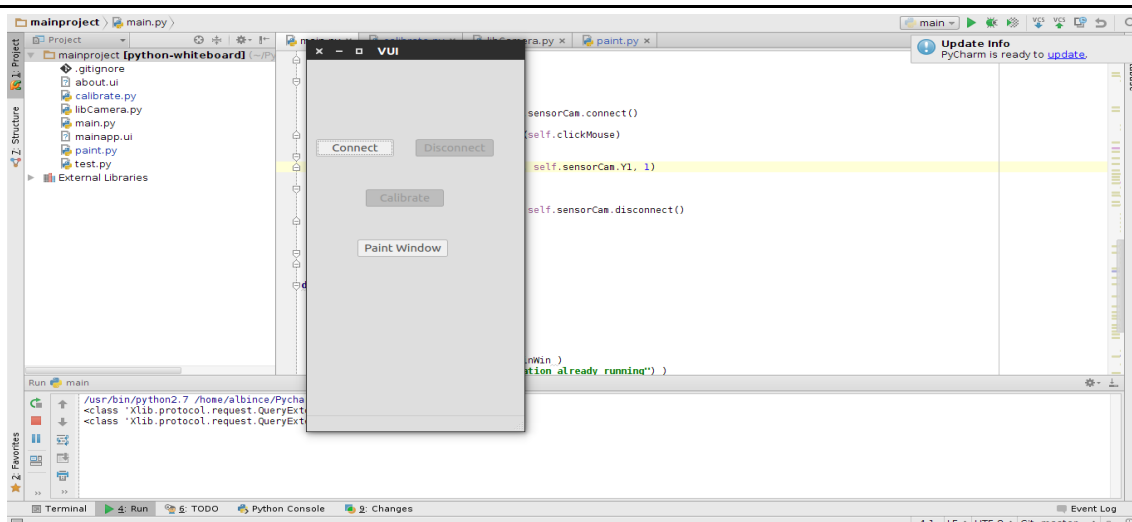 mainproject main.py
main
Project
mainproject [python-whiteboard] (~/Py
.gitignore
about.ui
calibrate.py
libCamera.py
main.py
mainapp.ui
paint.py
test.py
External Libraries
1: Project
7: Structure
2: Favorites
paint.py
Update Info
PyCharm is ready to update.
VUI
Connect Disconnect
Calibrate
Paint Window
sensorCam.connect()
self.clickMouse)
self.sensorCam.Y1, 1)
self.sensorCam.disconnect()
d
nWin )
ation already running") )
Run main
/usr/bin/python2.7 /home/albince/Pycha
<class 'Xlib.protocol.request.QueryExt
<class 'Xlib.protocol.request.QueryExt
Terminal 4: Run 6: TODO Python Console 9: Changes Event Log